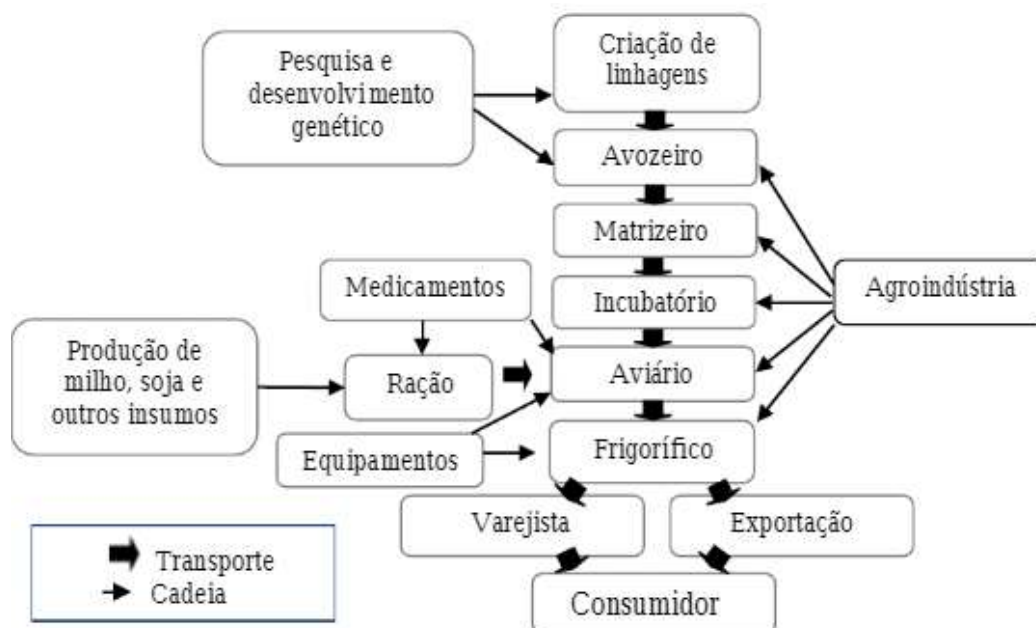 Pesquisa e
desenvolvimento
genético
Criação de
linhagens
Avozeiro
Matrizeiro
Medicamentos
Incubatório
Agroindústria
Produção de
milho, soja e
outros insumos
Ração
Aviário
Equipamentos
Frigorífico
Varejista
Exportação
Transporte
Cadeia
Consumidor